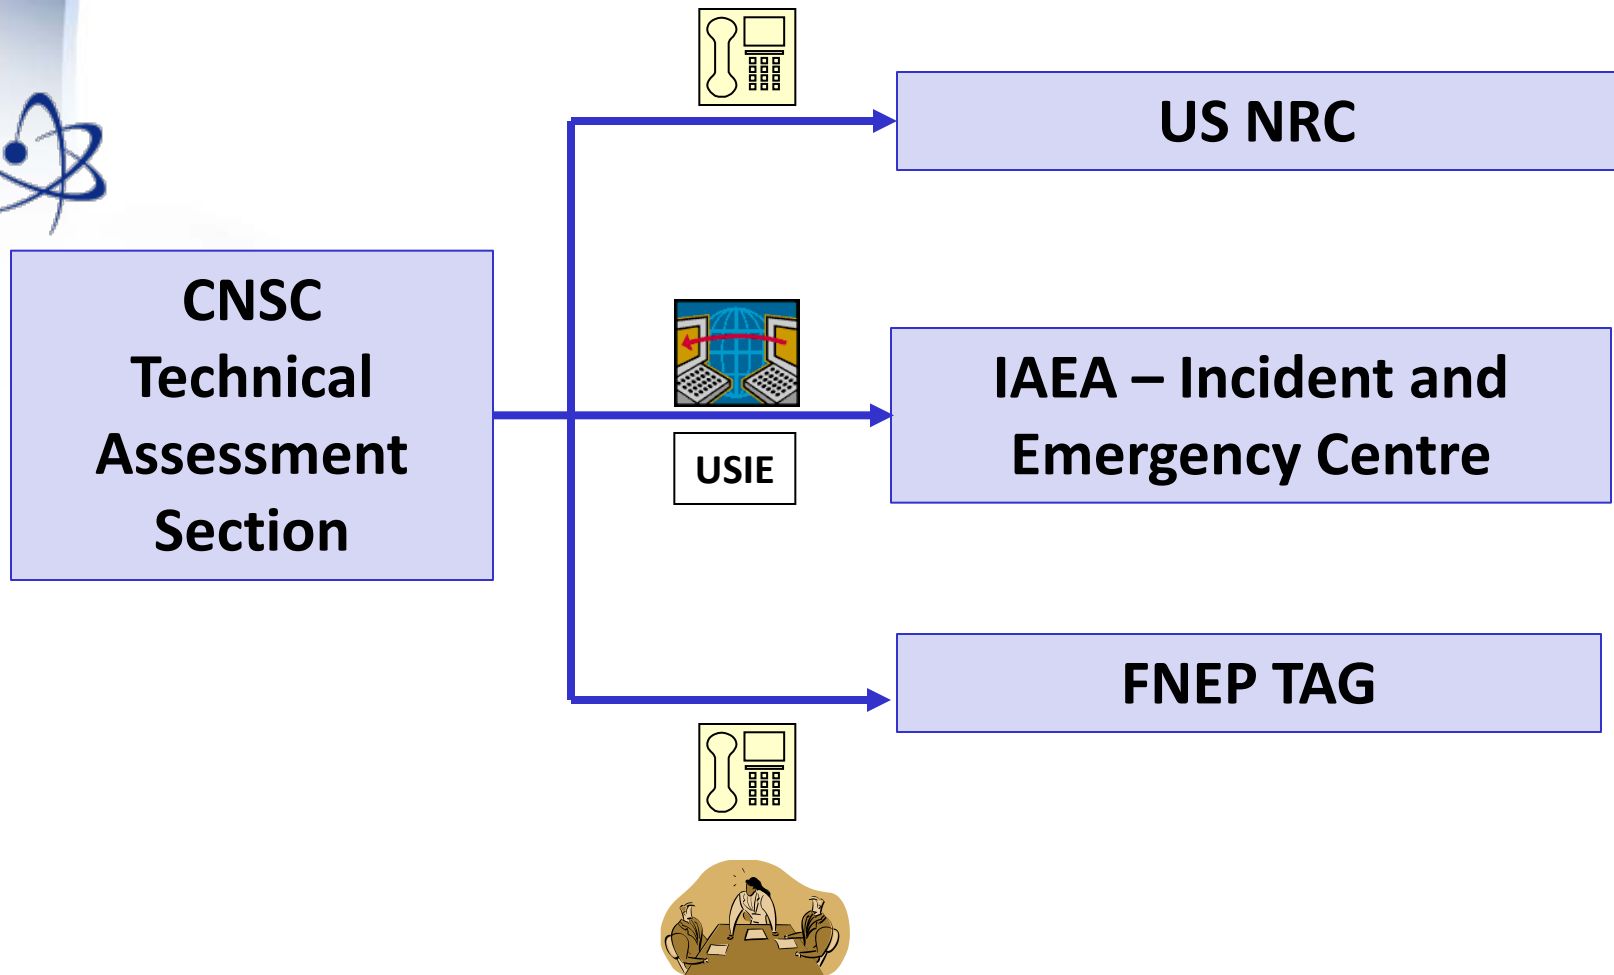 US NRC
CNSC
Technical
Assessment
Section
IAEA – Incident and
Emergency Centre
USIE
FNEP TAG